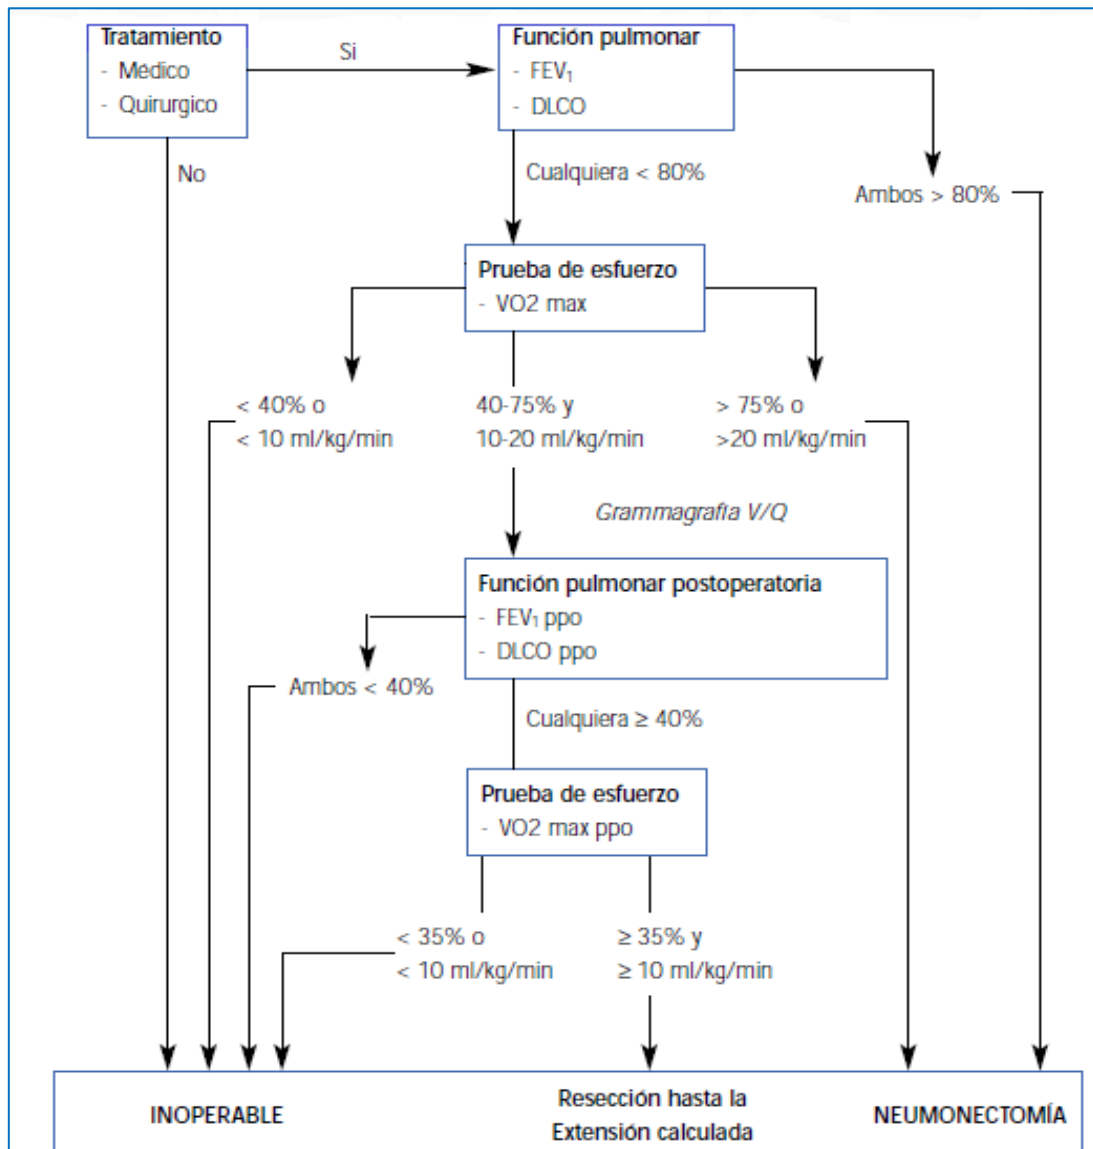 Tratamiento
- Médico
- Quirurgico
Si
Función pulmonar
- FEV₁
- DLCO
No
Cualquiera < 80%
Ambos > 80%
Prueba de esfuerzo
- VO2 max
< 40% o
< 10 ml/kg/min
40-75% y
10-20 ml/kg/min
> 75% o
>20 ml/kg/min
Grammagrafia V/Q
Función pulmonar postoperatoria
- FEV₁ ppo
- DLCO ppo
Ambos < 40%
Cualquiera ≥ 40%
Prueba de esfuerzo
- VO2 max ppo
< 35% o
< 10 ml/kg/min
≥ 35% y
≥ 10 ml/kg/min
INOPERABLE
Resección hasta la
Extensión calculada
NEUMONECTOMÍA